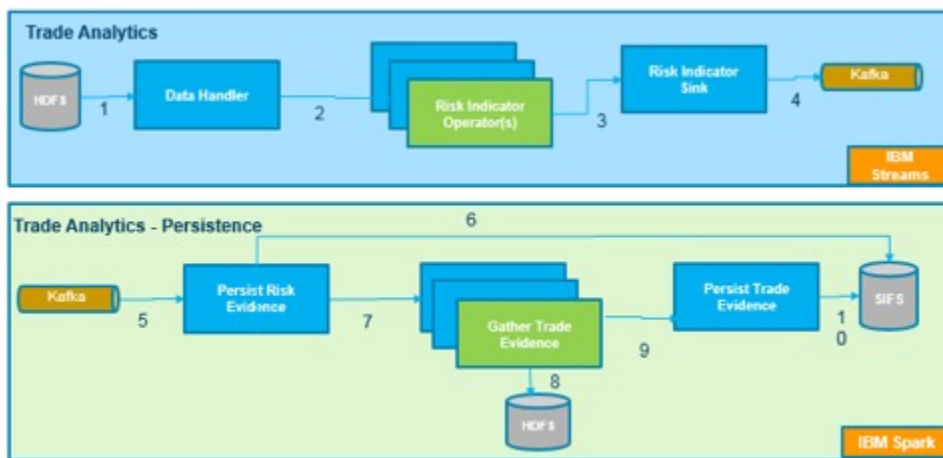 Trade Analytics
HDFS
1
Data Handler
2
Risk Indicator
Operator(s)
3
Risk Indicator
Sink
4
Kafka
IBM
Streams
Trade Analytics - Persistence
6
Kafka
5
Persist Risk
Evidence
7
Gather Trade
Evidence
8
HDFS
9
Persist Trade
Evidence
1
0
SIFS
IBM Spark